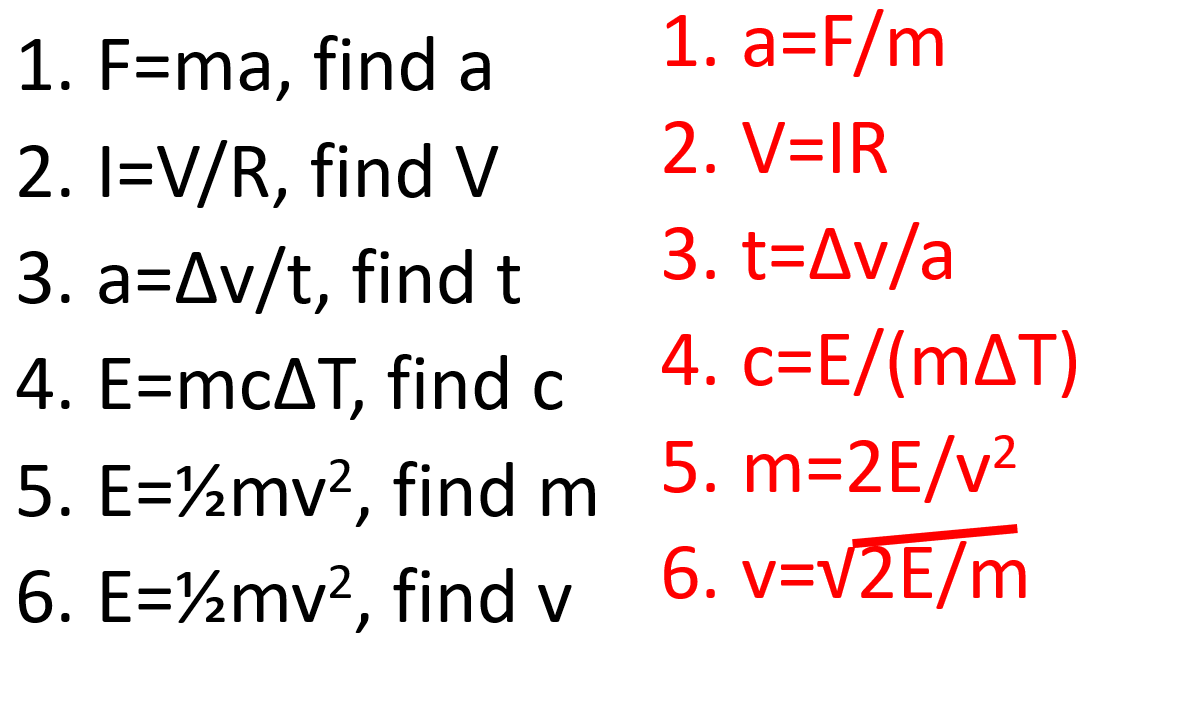 1. F=ma, find a
2. I=V/R, find V
3. a=Δv/t, find t
4. E=mcΔT, find c
5. E=½mv², find m
6. E=½mv², find v
1. a=F/m
2. V=IR
3. t=Δv/a
4. c=E/(mΔT)
5. m=2E/v²
6. v=√2E/m